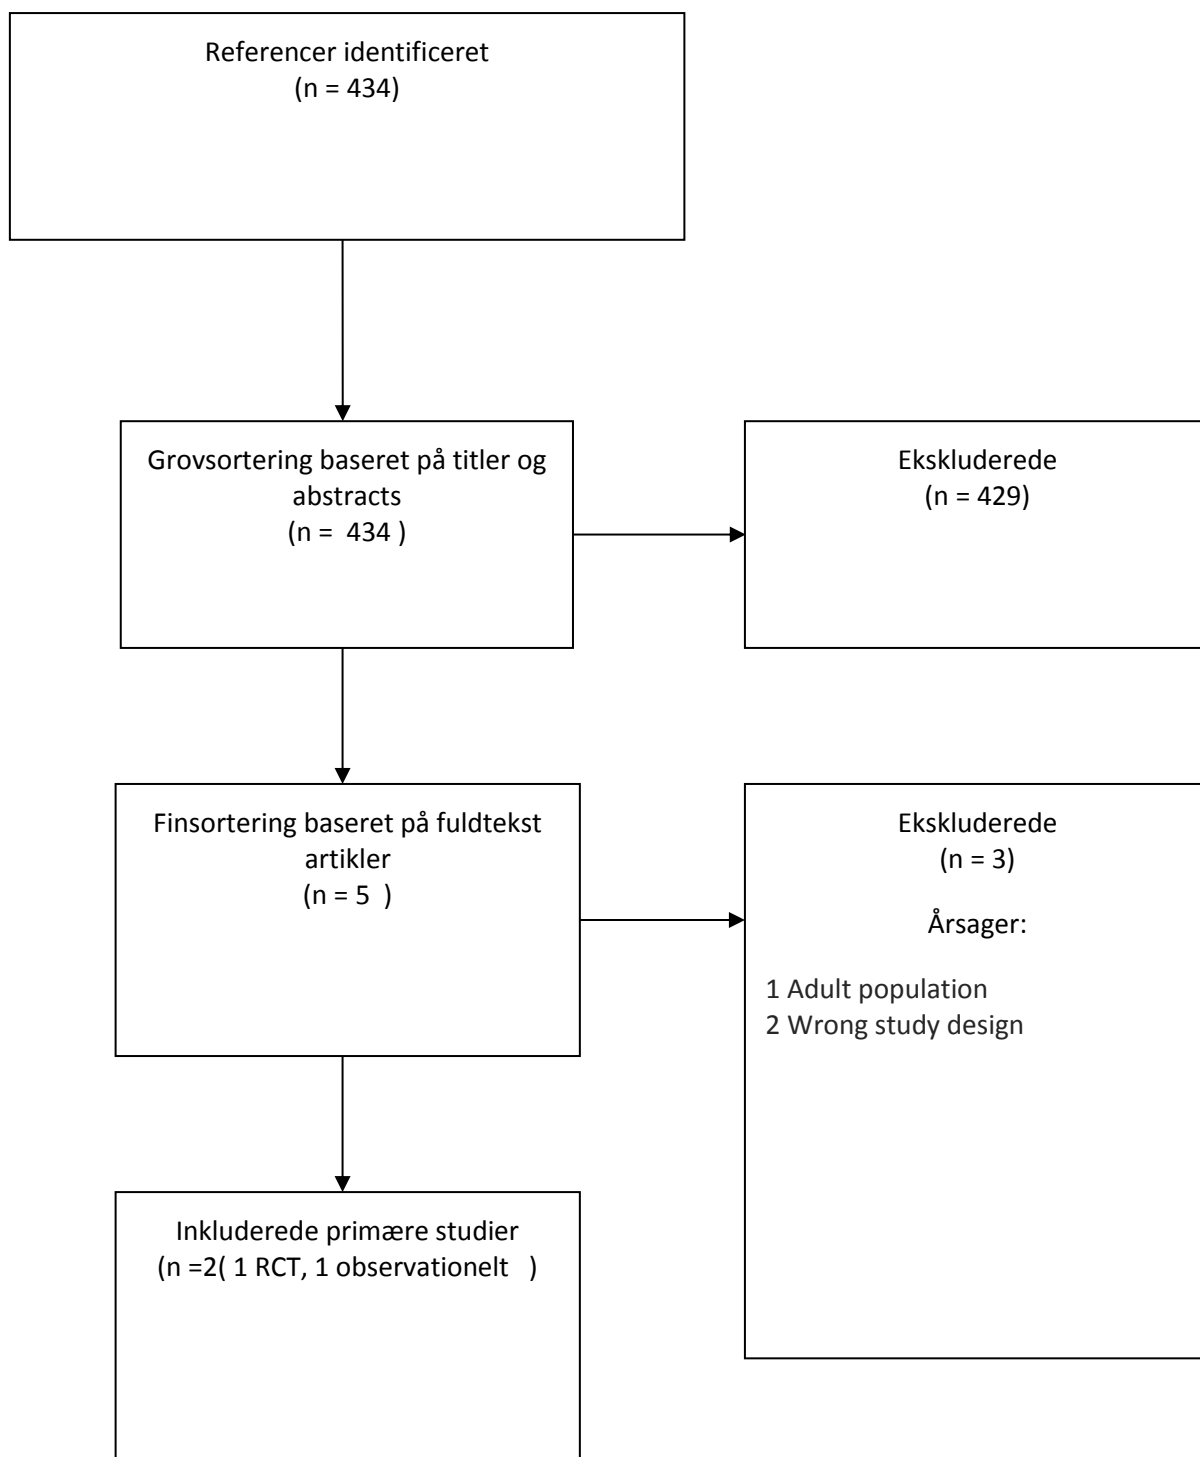 Referencer identificeret
(n = 434)
Grovsortering baseret på titler og
abstracts
(n =  434 )
Ekskluderede
(n = 429)
Finsortering baseret på fuldtekst
artikler
(n = 5  )
Ekskluderede
(n = 3)
Årsager:
1 Adult population
2 Wrong study design
Inkluderede primære studier
(n =2( 1 RCT, 1 observationelt   )